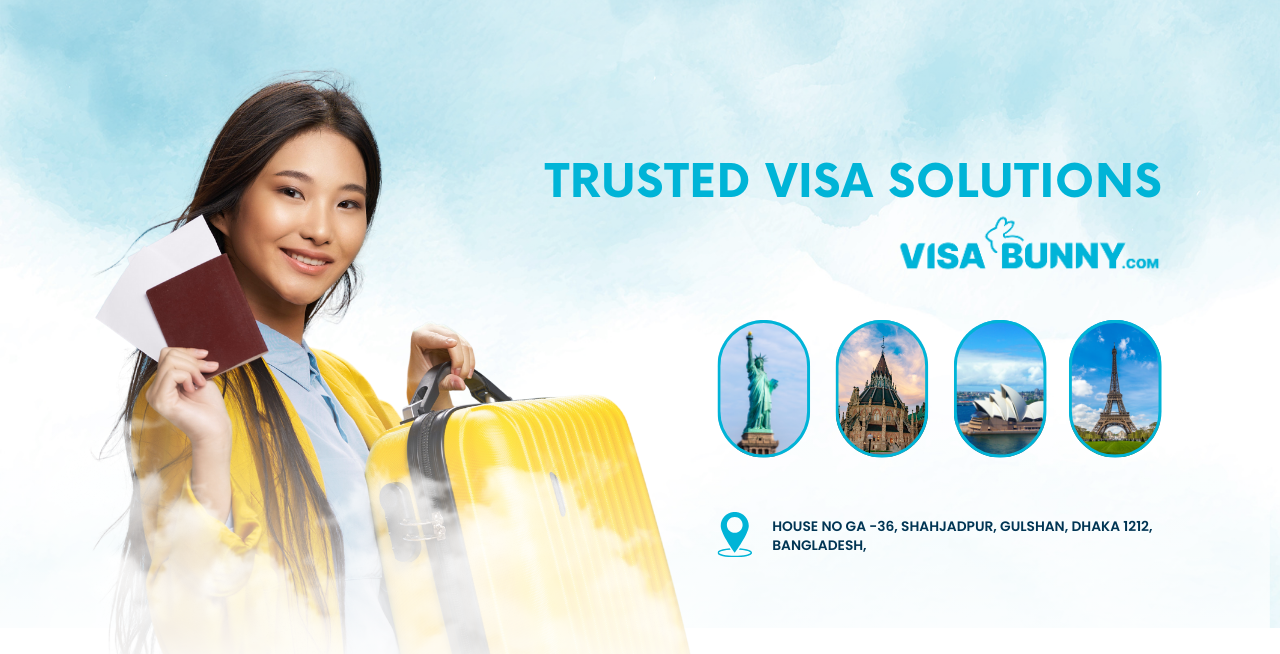 TRUSTED VISA SOLUTIONS
VISA BUNNY.COM
HOUSE NO GA -36, SHAHJADPUR, GULSHAN, DHAKA 1212,
BANGLADESH,